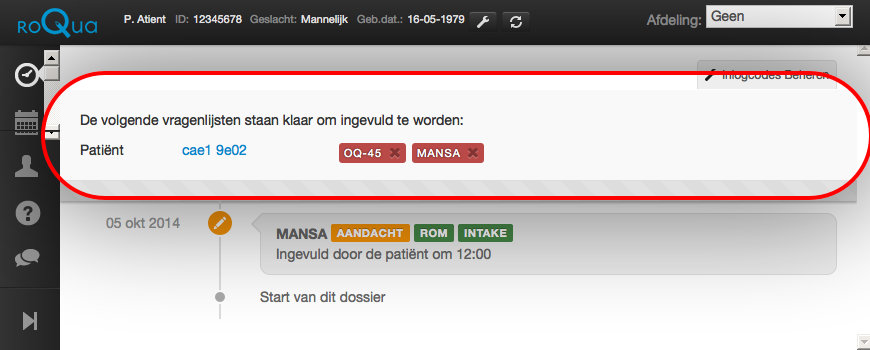 roQua P. Atient ID: 12345678 Geslacht: Mannelijk Geb.dat.: 16-05-1979 Afdeling: Geen
Inlogcodes Beheren
De volgende vragenlijsten staan klaar om ingevuld te worden:
Patiënt cae1 9e02 OQ-45 MANSA
05 okt 2014 MANSA AANDACHT ROM INTAKE
Ingevuld door de patiënt om 12:00
Start van dit dossier